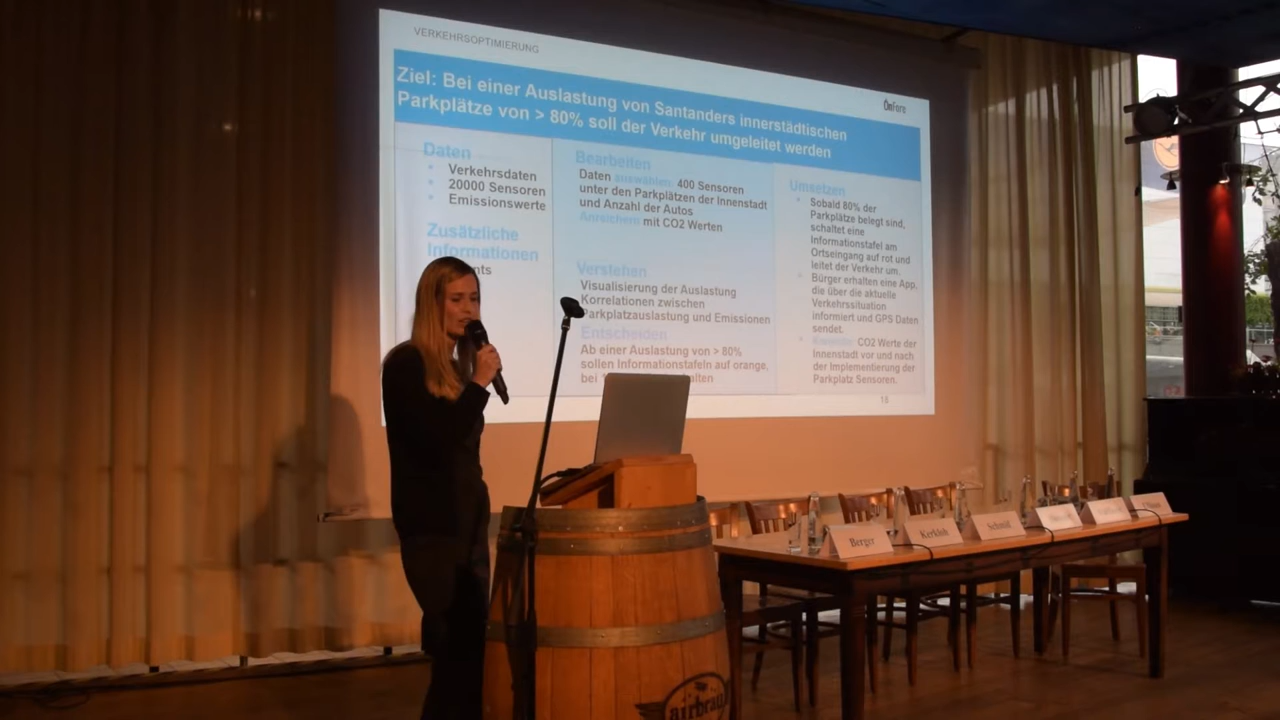 VERKEHRSOPTIMIERUNG
Ziel: Bei einer Auslastung von Santanders innerstädtischen
Parkplätze von > 80% soll der Verkehr umgeleitet werden
Daten
Verkehrsdaten
20000 Sensoren
Emissionswerte
Zusätzliche
Informationen
Bearbeiten
Daten auswählen: 400 Sensoren
unter den Parkplätzen der Innenstadt
und Anzahl der Autos
Anreichern mit CO2 Werten
Verstehen
Visualisierung der Auslastung
Korrelationen zwischen
Parkplatzauslastung und Emissionen
Entscheiden
Ab einer Auslastung von > 80%
sollen Informationstafeln auf orange,
bei
Umsetzen
Sobald 80% der
Parkplätze belegt sind,
schaltet eine
Informationstafel am
Ortseingang auf rot und
leitet der Verkehr um.
Bürger erhalten eine App,
die über die aktuelle
Verkehrssituation
informiert und GPS Daten
sendet.
CO2 Werte der
Innenstadt vor und nach
der Implementierung der
Parkplatz Sensoren.
Berger
Schmid
airbräu